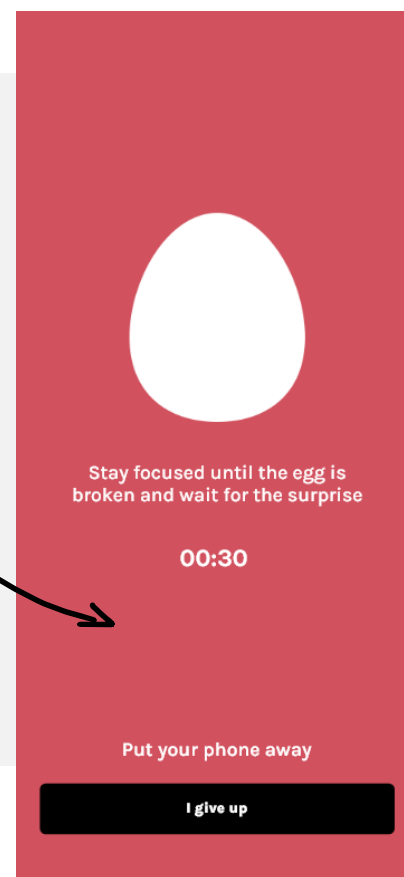 Stay focused until the egg is
broken and wait for the surprise
00:30
Put your phone away
I give up